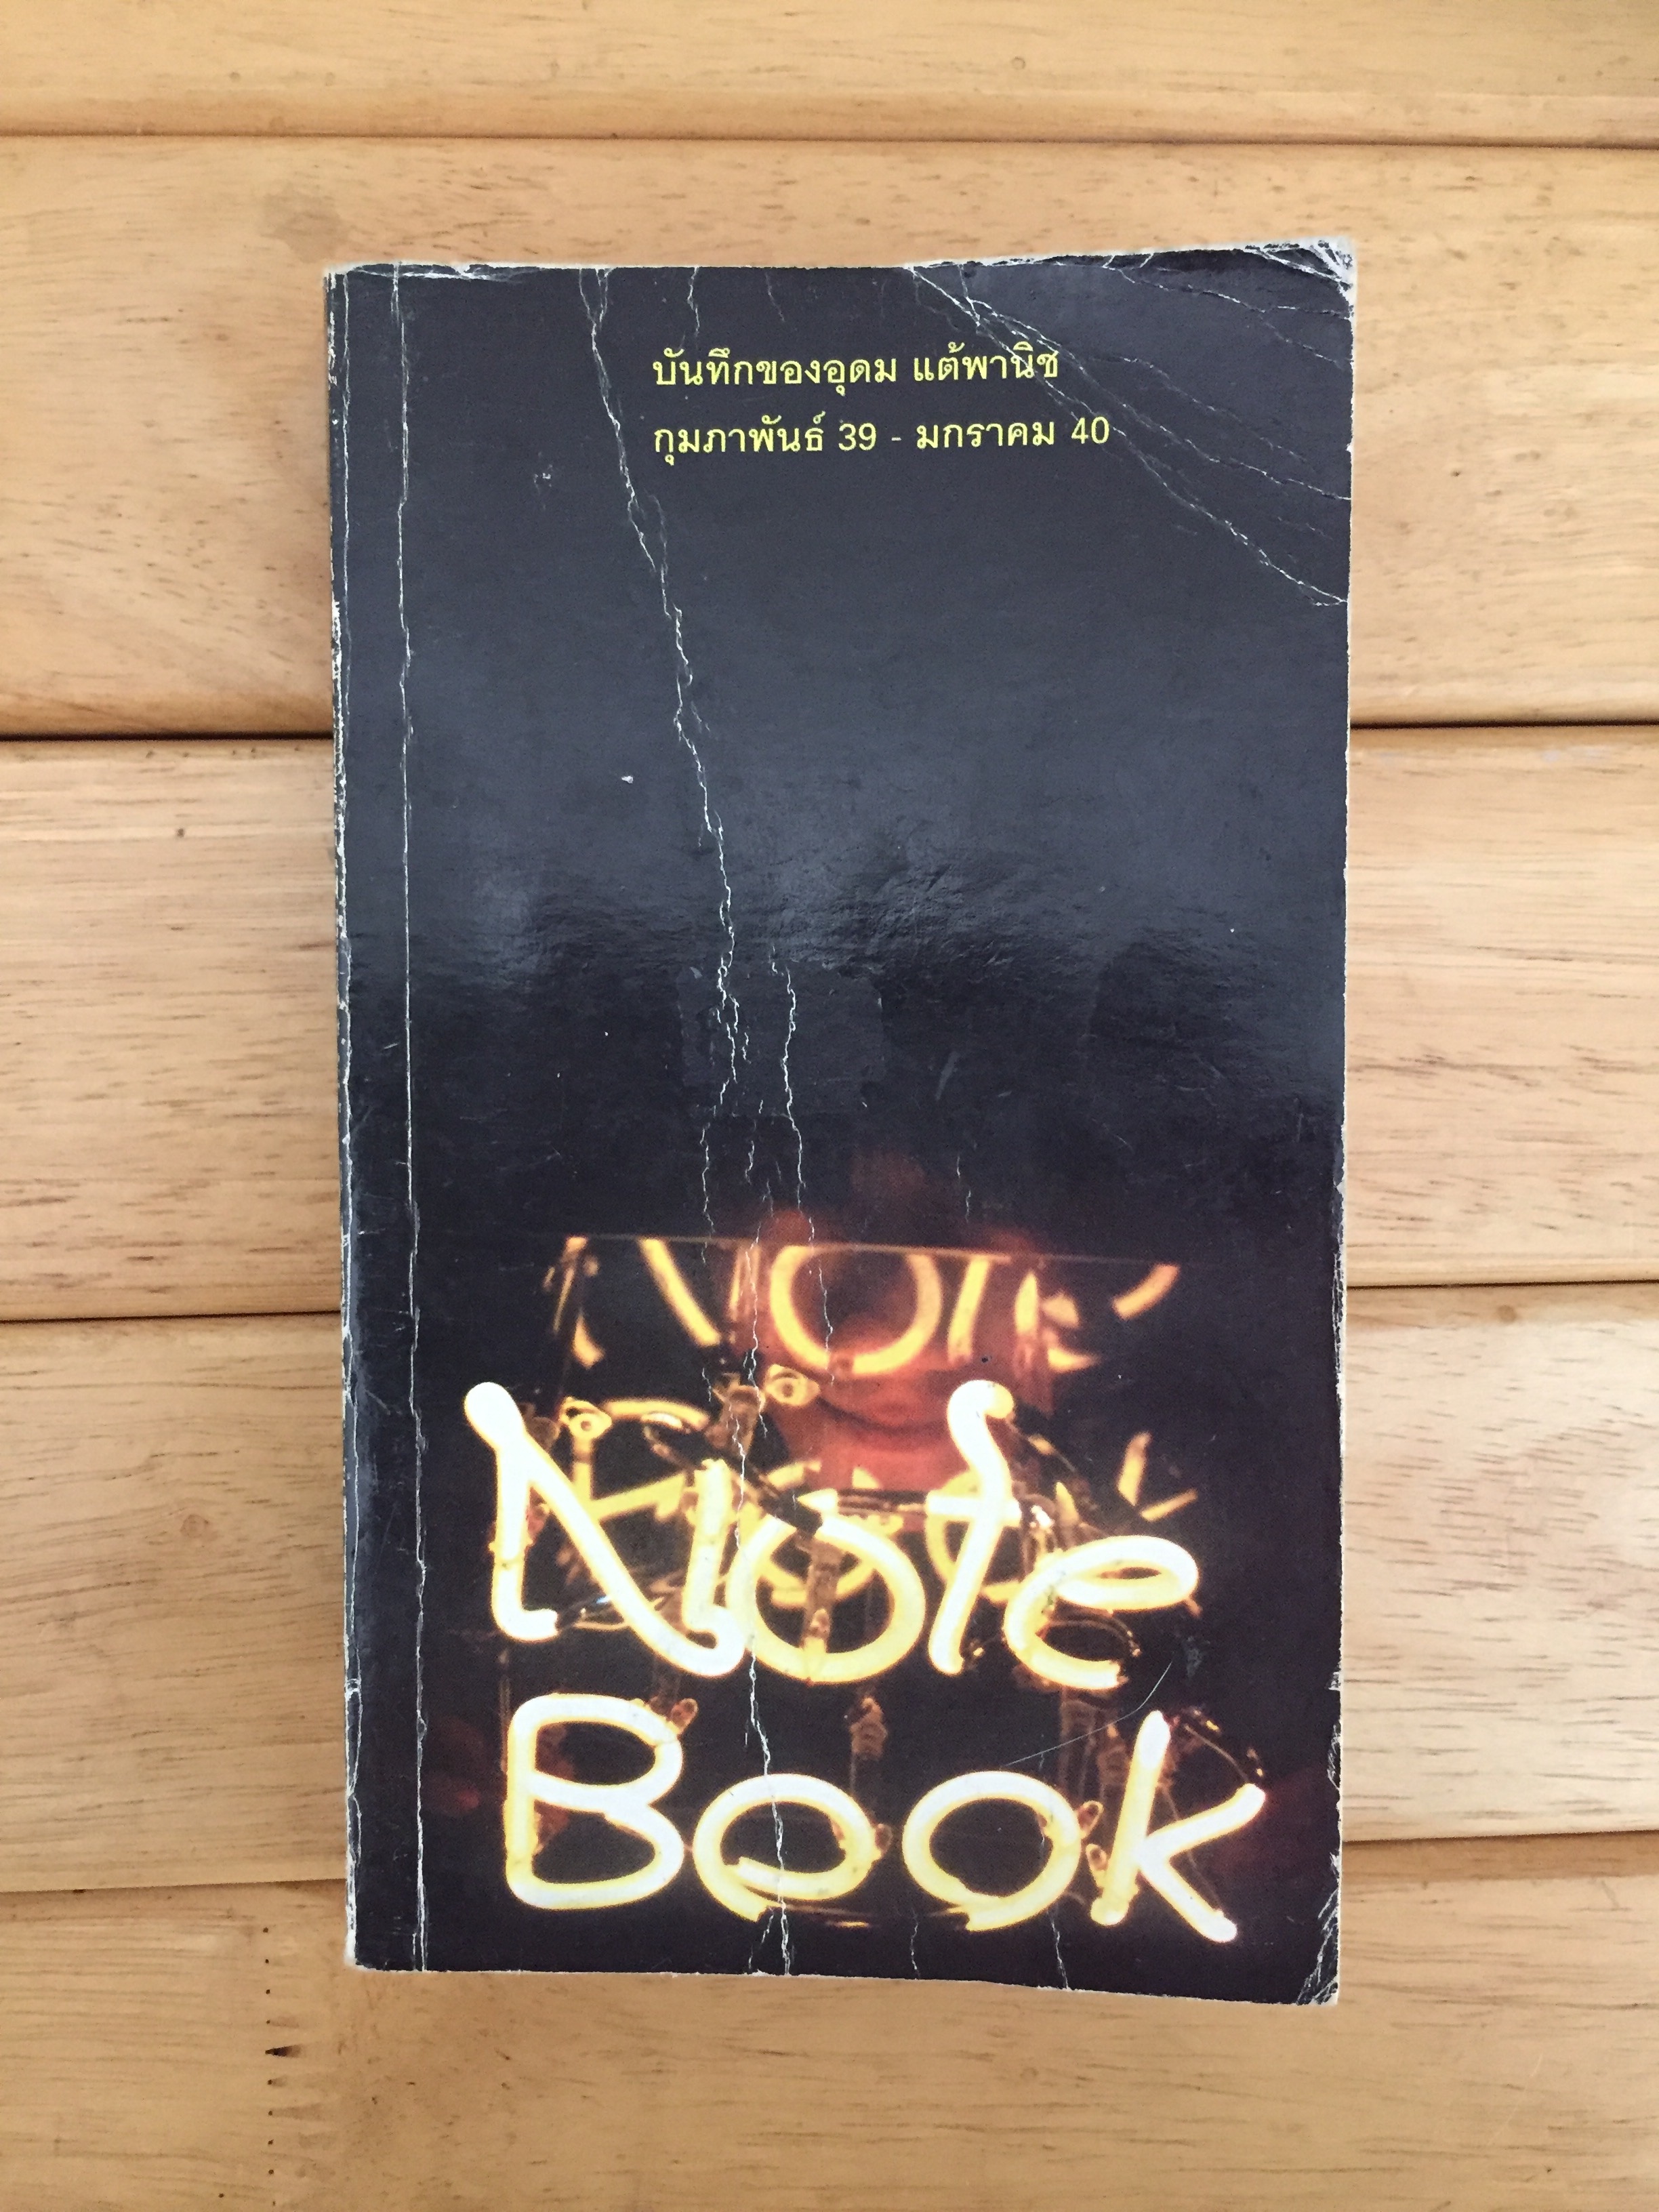 บันทึกของอุดม แต้พานิช
กุมภาพันธ์ 39 - มกราคม 40
Note
Book